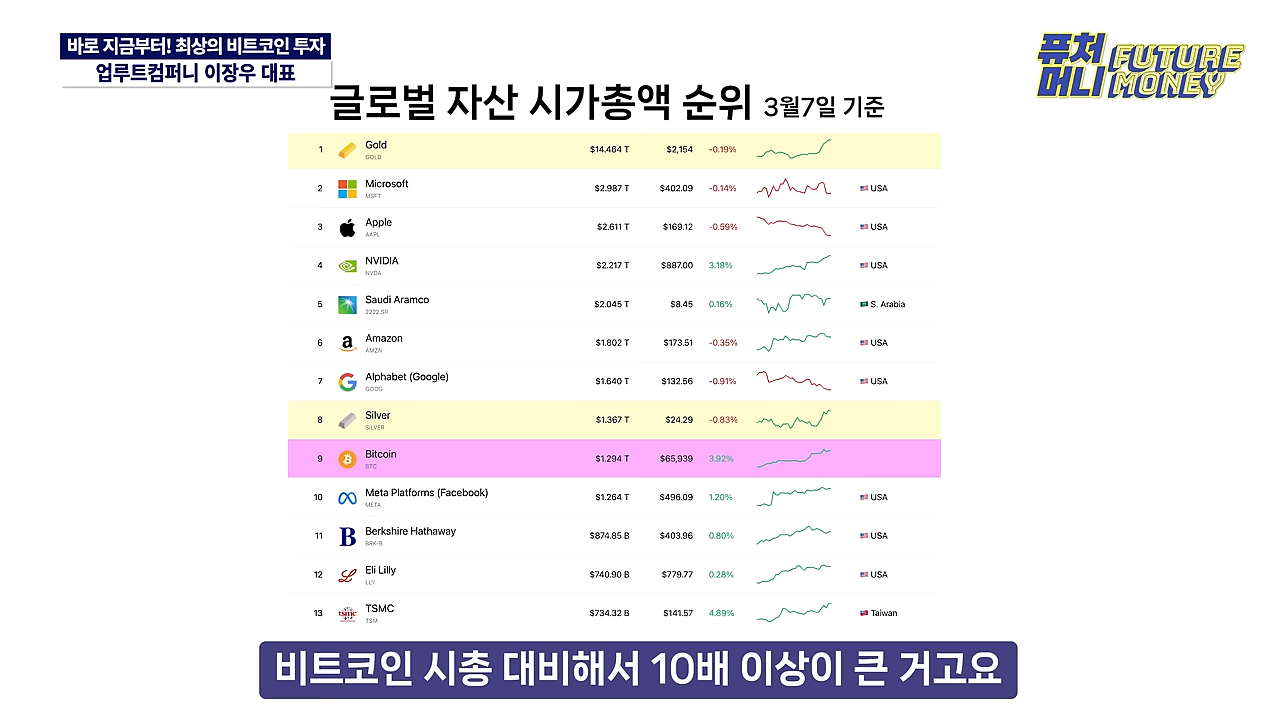 바로 지금부터! 최상의 비트코인 투자
업루트컴퍼니 이장우 대표
퓨처 FUTURE
머니 MONEY
글로벌 자산 시가총액 순위 3월7일 기준
1 Gold $14.464 T $2,154 -0.19%
GOLD
2 Microsoft $2.987 T $402.09 -0.14% USA
MSFT
3 Apple $2.611 T $169.12 -0.59% USA
AAPL
4 NVIDIA $2.217 T $887.00 3.18% USA
NVDA
5 Saudi Aramco $2.045 T $8.45 0.16% S. Arabia
2222.SR
6 Amazon $1.802 T $173.51 -0.35% USA
AMZN
7 Alphabet (Google) $1.640 T $132.56 -0.91% USA
GOOG
8 Silver $1.367 T $24.29 -0.83%
SILVER
9 Bitcoin $1.294 T $65,939 3.92%
BTC
10 Meta Platforms (Facebook) $1.264 T $496.09 1.20% USA
META
11 Berkshire Hathaway $874.85 B $403.96 0.80% USA
BRK-B
12 Eli Lilly $740.90 B $779.77 0.28% USA
LLY
13 tsmc TSMC $734.32 B $141.57 4.89% Taiwan
TSM
비트코인 시총 대비해서 10배 이상이 큰 거고요